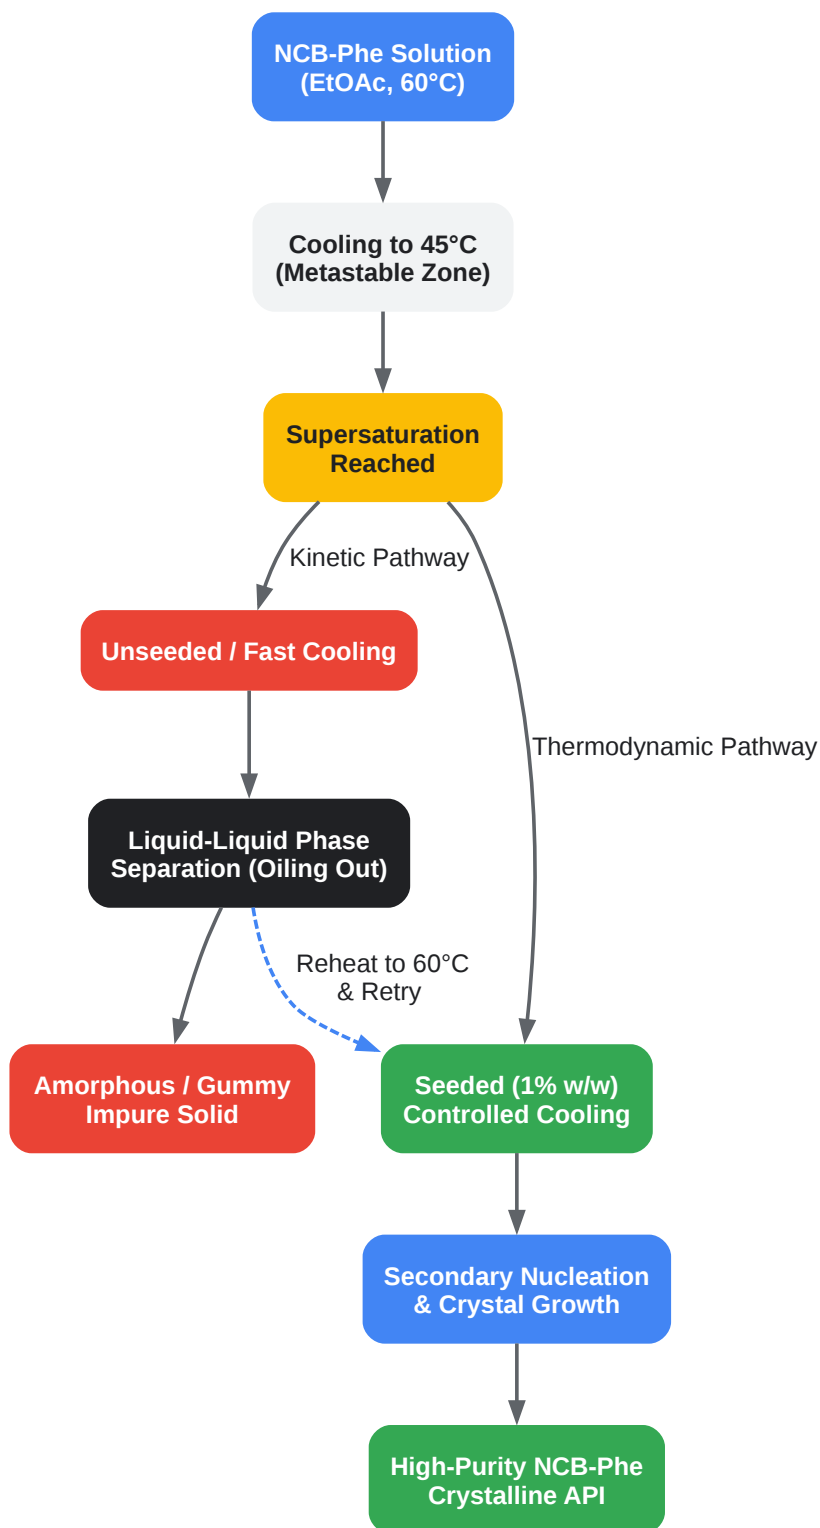 NCB-Phe Solution
(EtOAc, 60°C)
Cooling to 45°C
(Metastable Zone)
Supersaturation
Reached
Kinetic Pathway
Unseeded / Fast Cooling
Thermodynamic Pathway
Liquid-Liquid Phase
Separation (Oiling Out)
Reheat to 60°C
& Retry
Amorphous / Gummy
Impure Solid
Seeded (1% w/w)
Controlled Cooling
Secondary Nucleation
& Crystal Growth
High-Purity NCB-Phe
Crystalline API